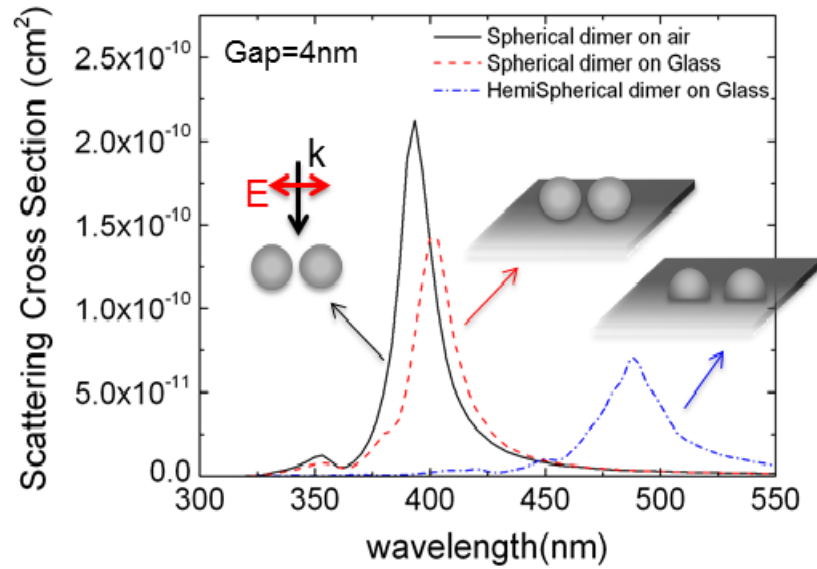 Gap=4nm
Spherical dimer on air
Spherical dimer on Glass
HemiSpherical dimer on Glass
k
E
Scattering Cross Section (cm²)
2.5x10⁻¹⁰
2.0x10⁻¹⁰
1.5x10⁻¹⁰
1.0x10⁻¹⁰
5.0x10⁻¹¹
0.0
300 350 400 450 500 550
wavelength(nm)